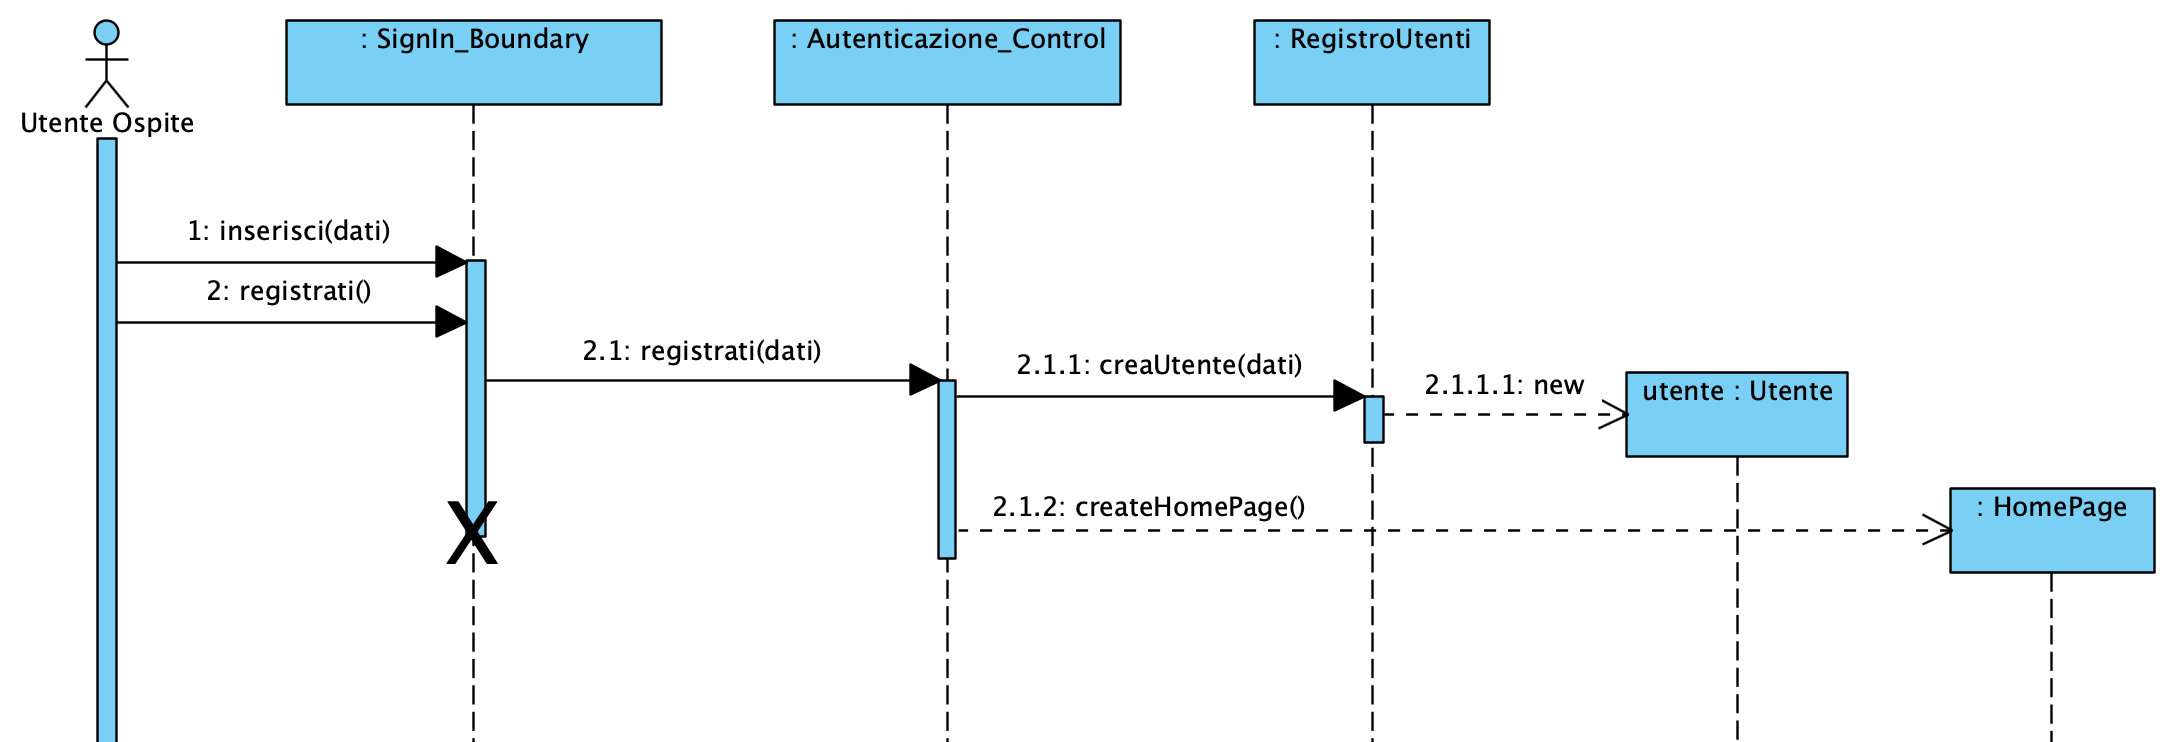 : SignIn_Boundary
: Autenticazione_Control
: RegistroUtenti
Utente Ospite
1: inserisci(dati)
2: registrati()
2.1: registrati(dati)
2.1.1: creaUtente(dati)
2.1.1.1: new
utente : Utente
2.1.2: createHomePage()
: HomePage